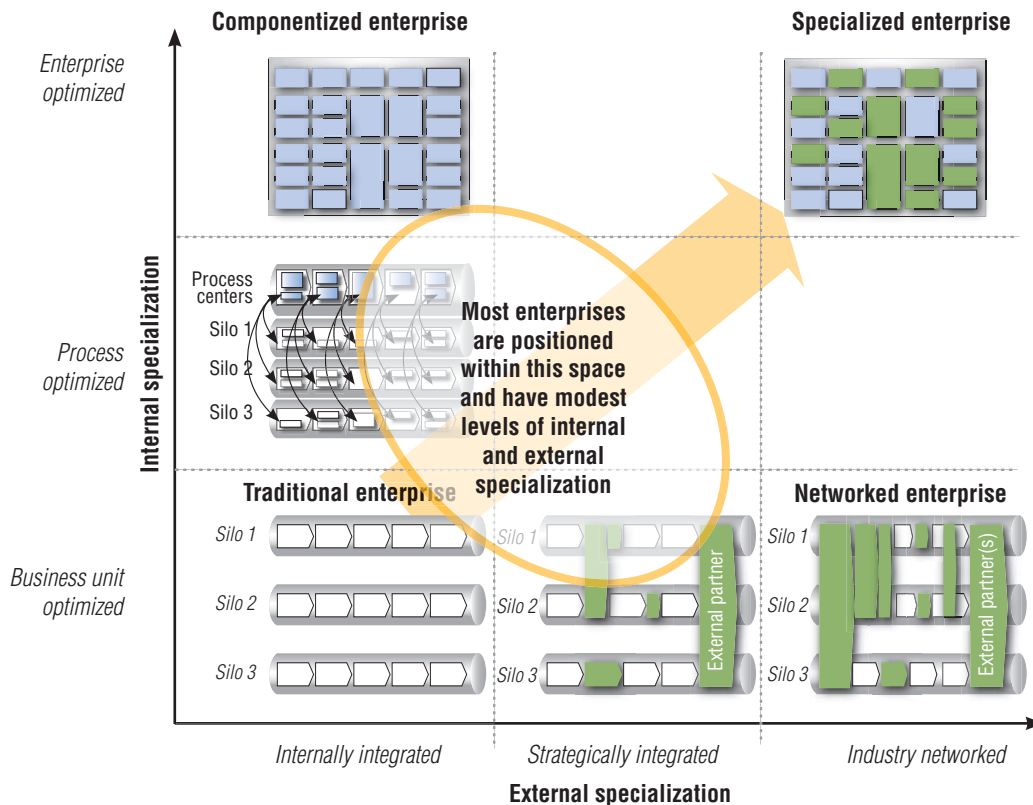 Componentized enterprise
Specialized enterprise
Enterprise
optimized
Internal specialization
Process
centers
Silo 1
Silo 2
Silo 3
Process
optimized
Most enterprises
are positioned
within this space
and have modest
levels of internal
and external
specialization
Traditional enterprise
Networked enterprise
Silo 1
Silo 2
Silo 3
Business unit
optimized
Silo 1
Silo 2
Silo 3
External partner
Silo 1
Silo 2
Silo 3
External partner(s)
Internally integrated
Strategically integrated
Industry networked
External specialization